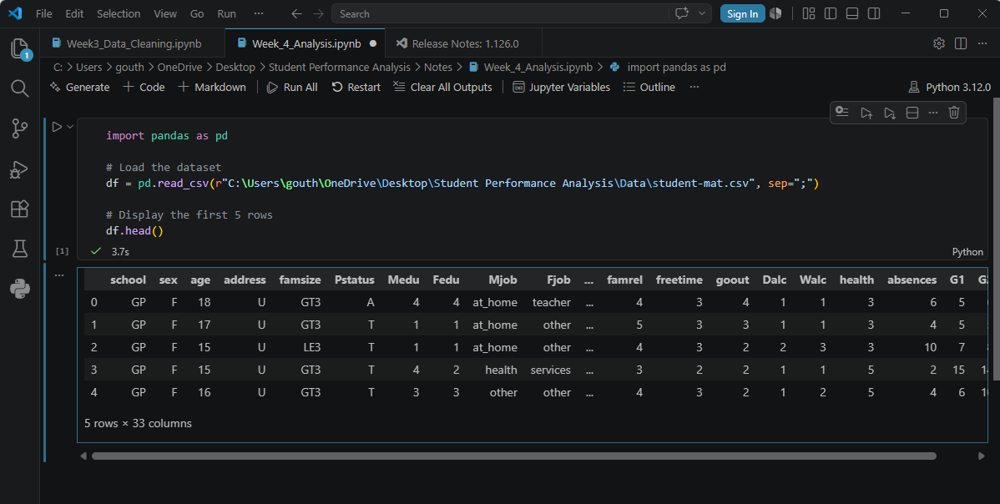 File Edit Selection View Go Run ··· Search Sign In
1
Week3_Data_Cleaning.ipynb Week_4_Analysis.ipynb Release Notes: 1.126.0
C: > Users > gouth > OneDrive > Desktop > Student Performance Analysis > Notes > Week_4_Analysis.ipynb > import pandas as pd
Generate + Code + Markdown Run All Restart Clear All Outputs Jupyter Variables Outline ··· Python 3.12.0
import pandas as pd
# Load the dataset
df = pd.read_csv(r"C:\Users\gouth\OneDrive\Desktop\Student Performance Analysis\Data\student-mat.csv", sep=";")
# Display the first 5 rows
df.head()
[1] 3.7s Python
school sex age address famsize Pstatus Medu Fedu Mjob Fjob ... famrel freetime goout Dalc Walc health absences G1
0 GP F 18 U GT3 A 4 4 at_home teacher ... 4 3 4 1 1 3 6 5
1 GP F 17 U GT3 T 1 1 at_home other ... 5 3 3 1 1 3 4 5
2 GP F 15 U LE3 T 1 1 at_home other ... 4 3 2 2 3 3 10 7
3 GP F 15 U GT3 T 4 2 health services ... 3 2 2 1 1 5 2 15
4 GP F 16 U GT3 T 3 3 other other ... 4 3 2 1 2 5 4 6
5 rows × 33 columns